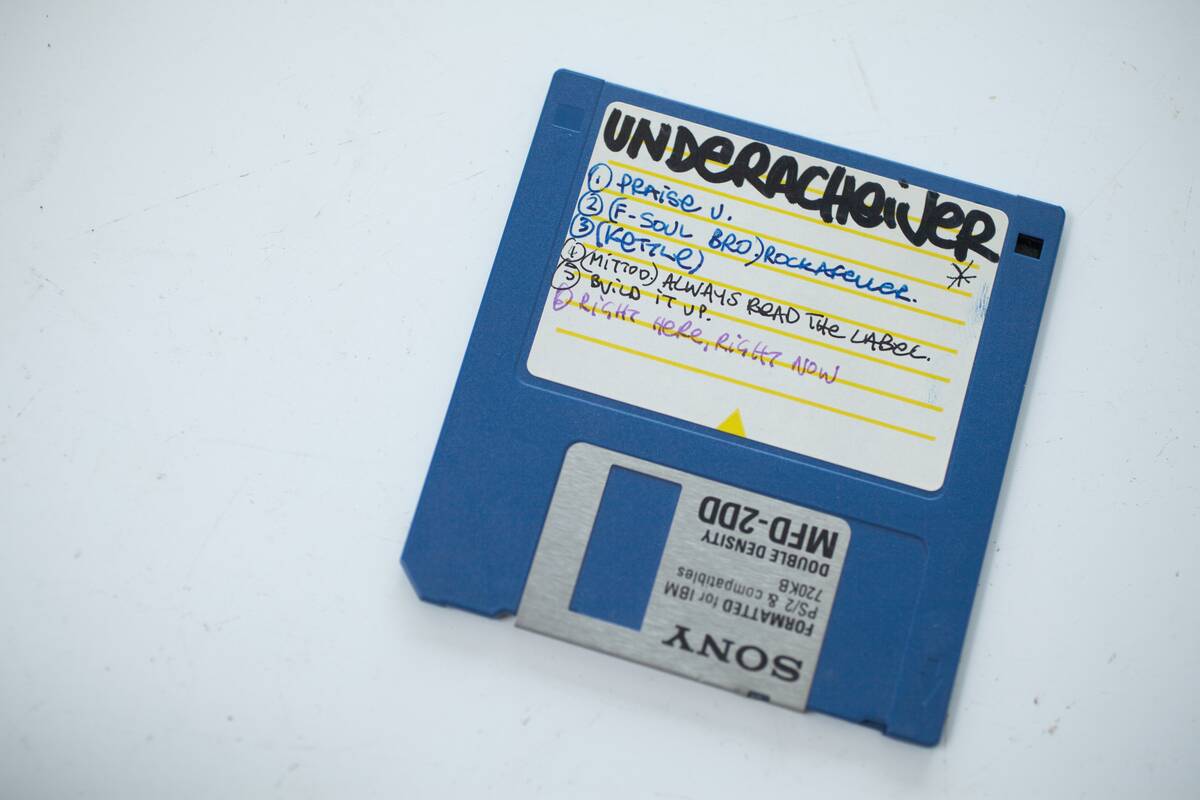 UNDERACHEIVER
① PRAISE U. *
② (F-SOUL BRO.) ROCKAFELLER.
③ (KETTLE)
④ (MITTOO.) ALWAYS READ THE LABEL.
⑤ BUILD IT UP.
⑥ RIGHT HERE, RIGHT NOW
SONY
FORMATTED for IBM
PS/2 & compatibles
720KB
DOUBLE DENSITY
MFD-2DD